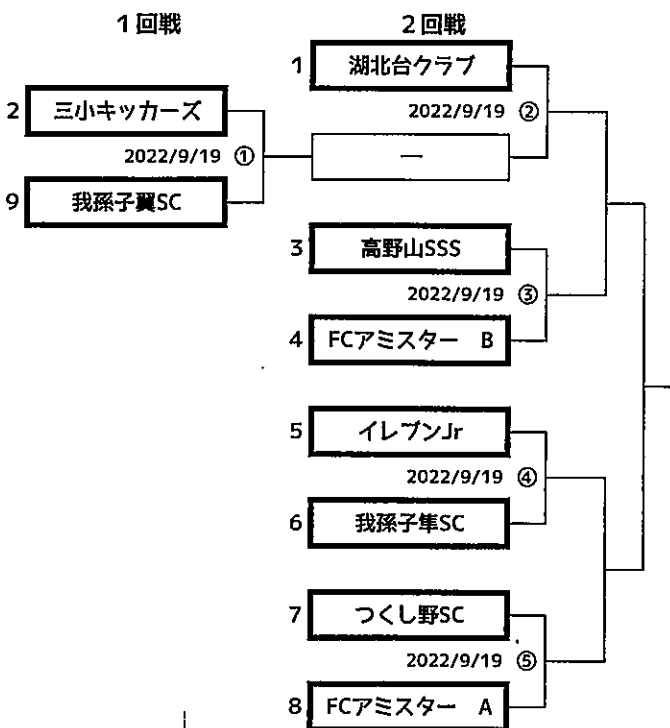 1回戦
2回戦
1 湖北台クラブ
2022/9/19 ②
2 三小キッカーズ
2022/9/19 ①
9 我孫子翼SC
―
3 高野山SSS
2022/9/19 ③
4 FCアミスター B
5 イレブンJr
2022/9/19 ④
6 我孫子隼SC
7 つくし野SC
2022/9/19 ⑤
8 FCアミスター A